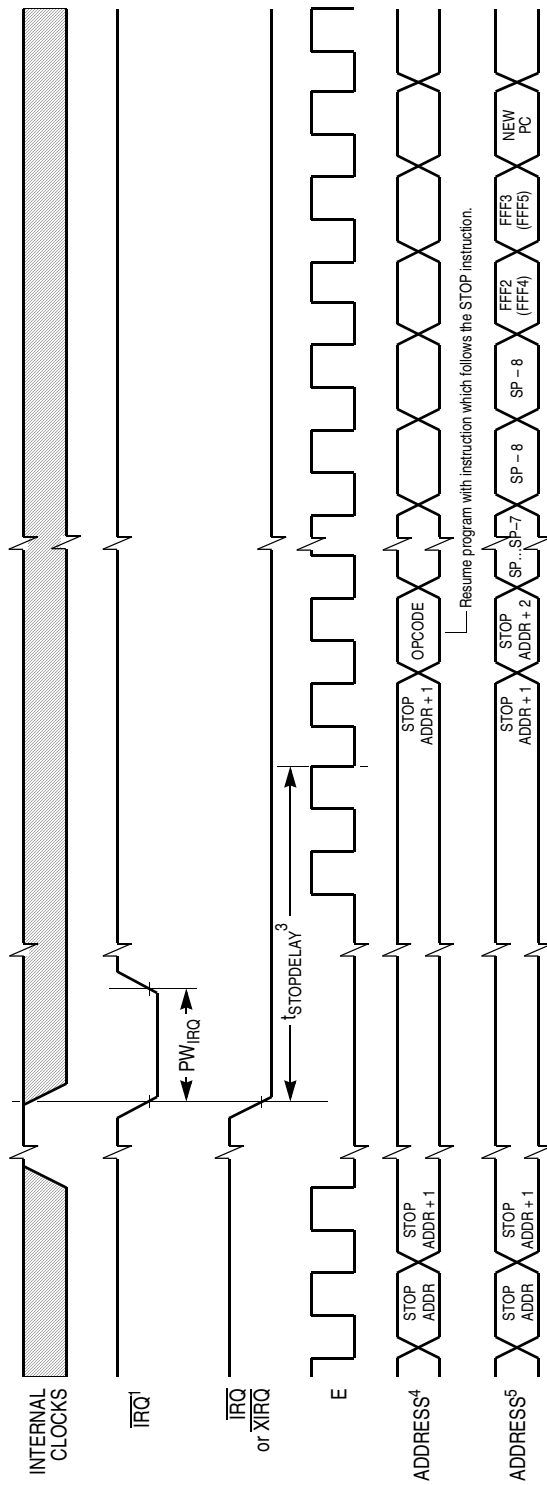 INTERNAL
CLOCKS
IRQ¹
IRQ
or XIRQ
PW_IRQ
t_STOPDELAY³
E
ADDRESS⁴
STOP
ADDR
STOP
ADDR + 1
STOP
ADDR + 1
OPCODE
Resume program with instruction which follows the STOP instruction.
ADDRESS⁵
STOP
ADDR
STOP
ADDR + 1
STOP
ADDR + 1
STOP
ADDR + 2
SP…SP–7
SP – 8
SP – 8
FFF2
(FFF4)
FFF3
(FFF5)
NEW
PC